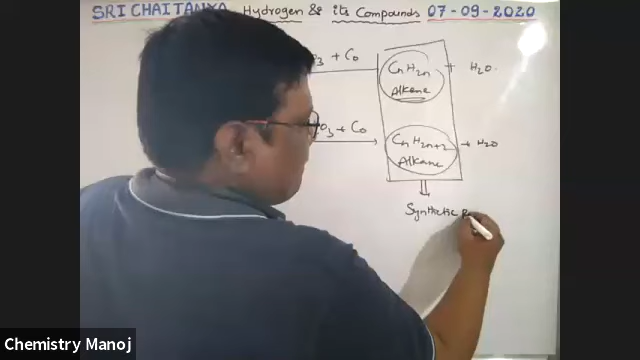 SRI CHAITANYA Hydrogen & its Compounds 07-09-2020
3 + CO
CnH2n + H2O
Alkene
O3 + CO
CnH2n+2 + H2O
Alkane
Synthetic
Chemistry Manoj